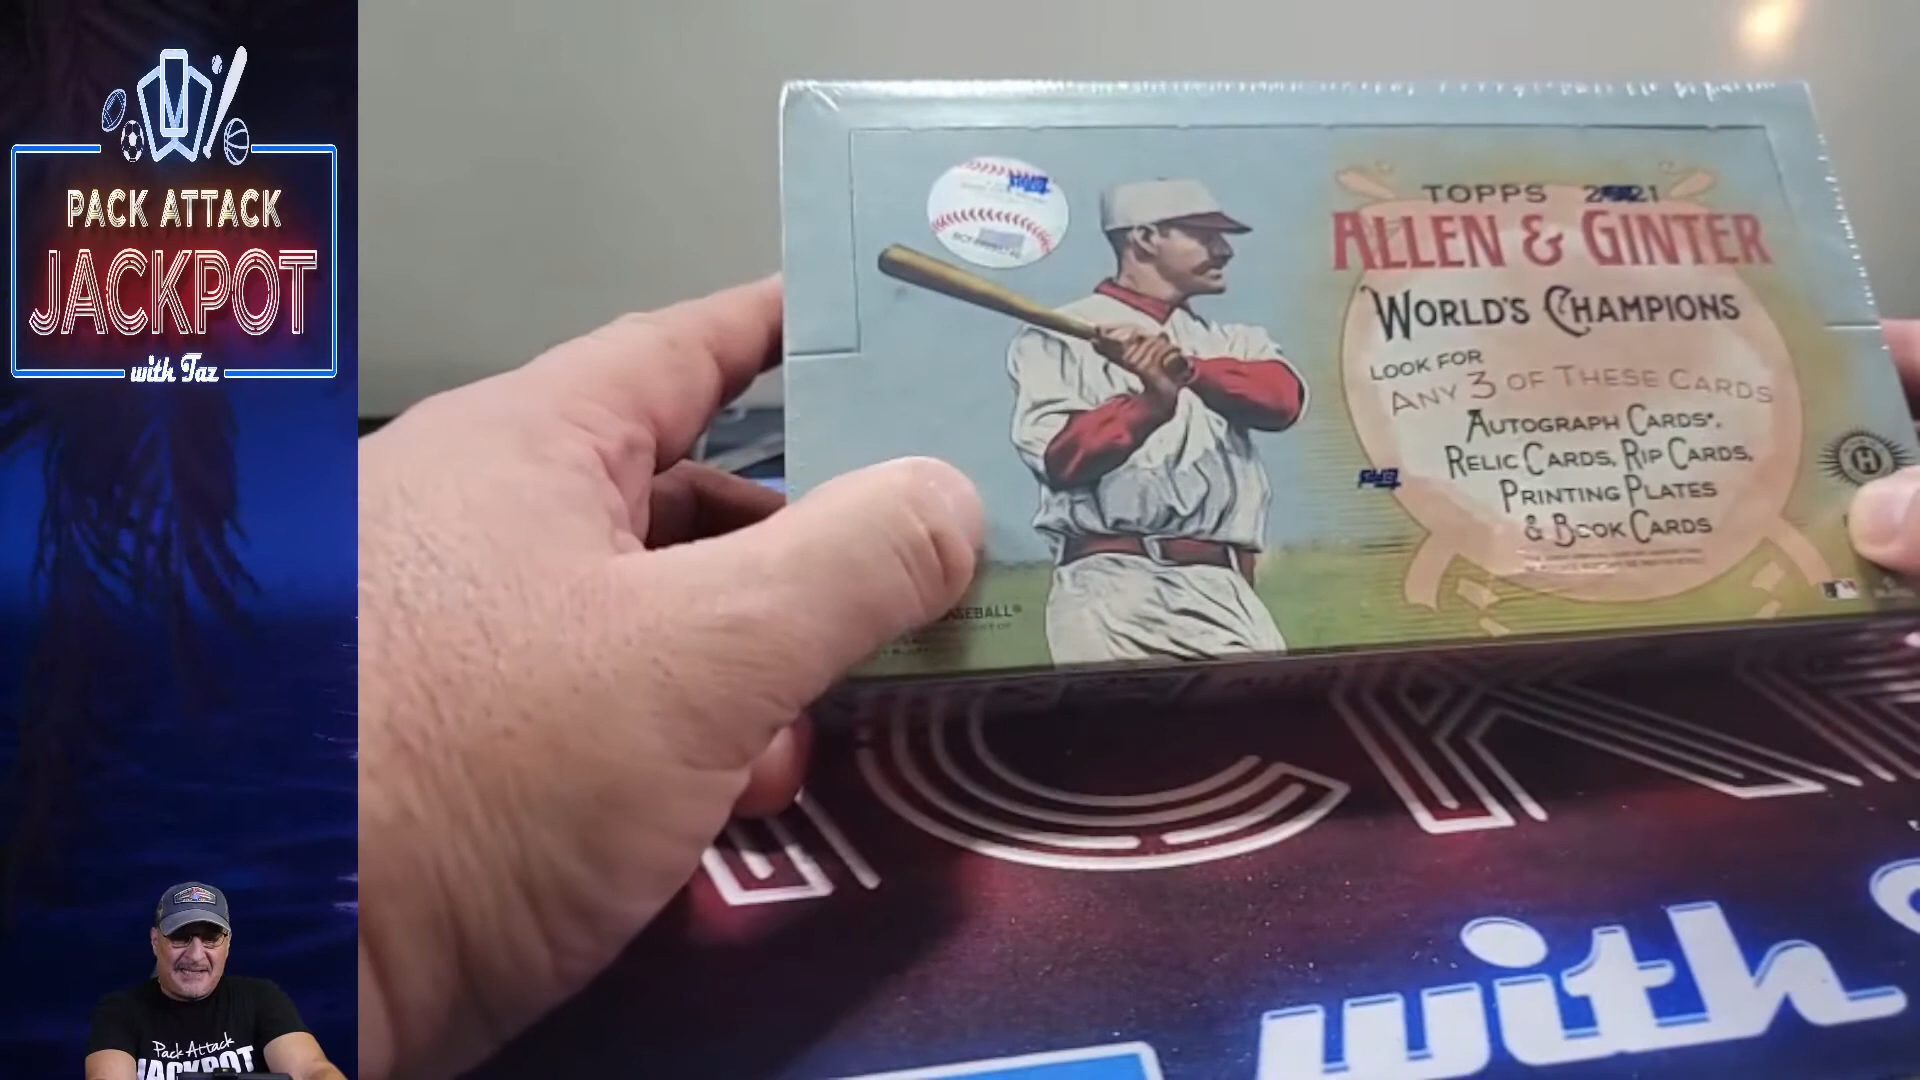 PACK ATTACK
JACKPOT
with Taz
TOPPS 2021
ALLEN & GINTER
WORLD'S CHAMPIONS
LOOK FOR
ANY 3 OF THESE CARDS
AUTOGRAPH CARDS*,
RELIC CARDS, RIP CARDS,
PRINTING PLATES
& BOOK CARDS
H
CK
with
Pack Attack
JACKPOT